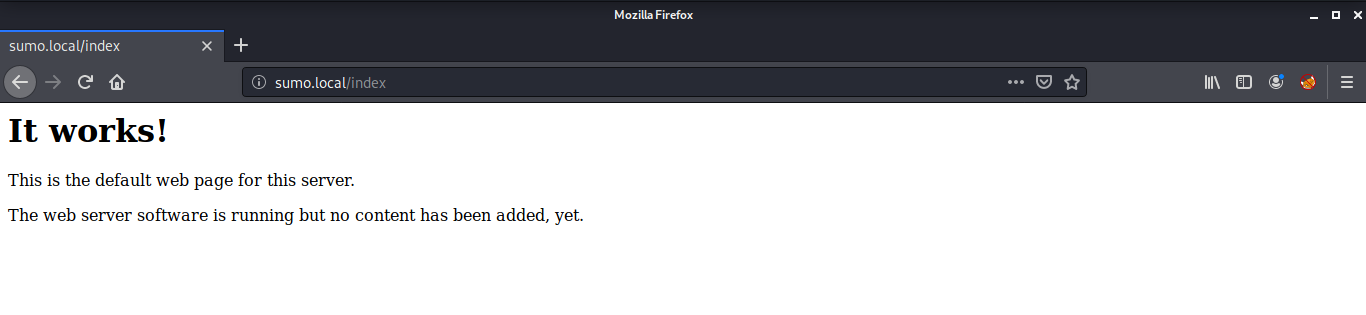 Mozilla Firefox
sumo.local/index
sumo.local/index
It works!
This is the default web page for this server.
The web server software is running but no content has been added, yet.